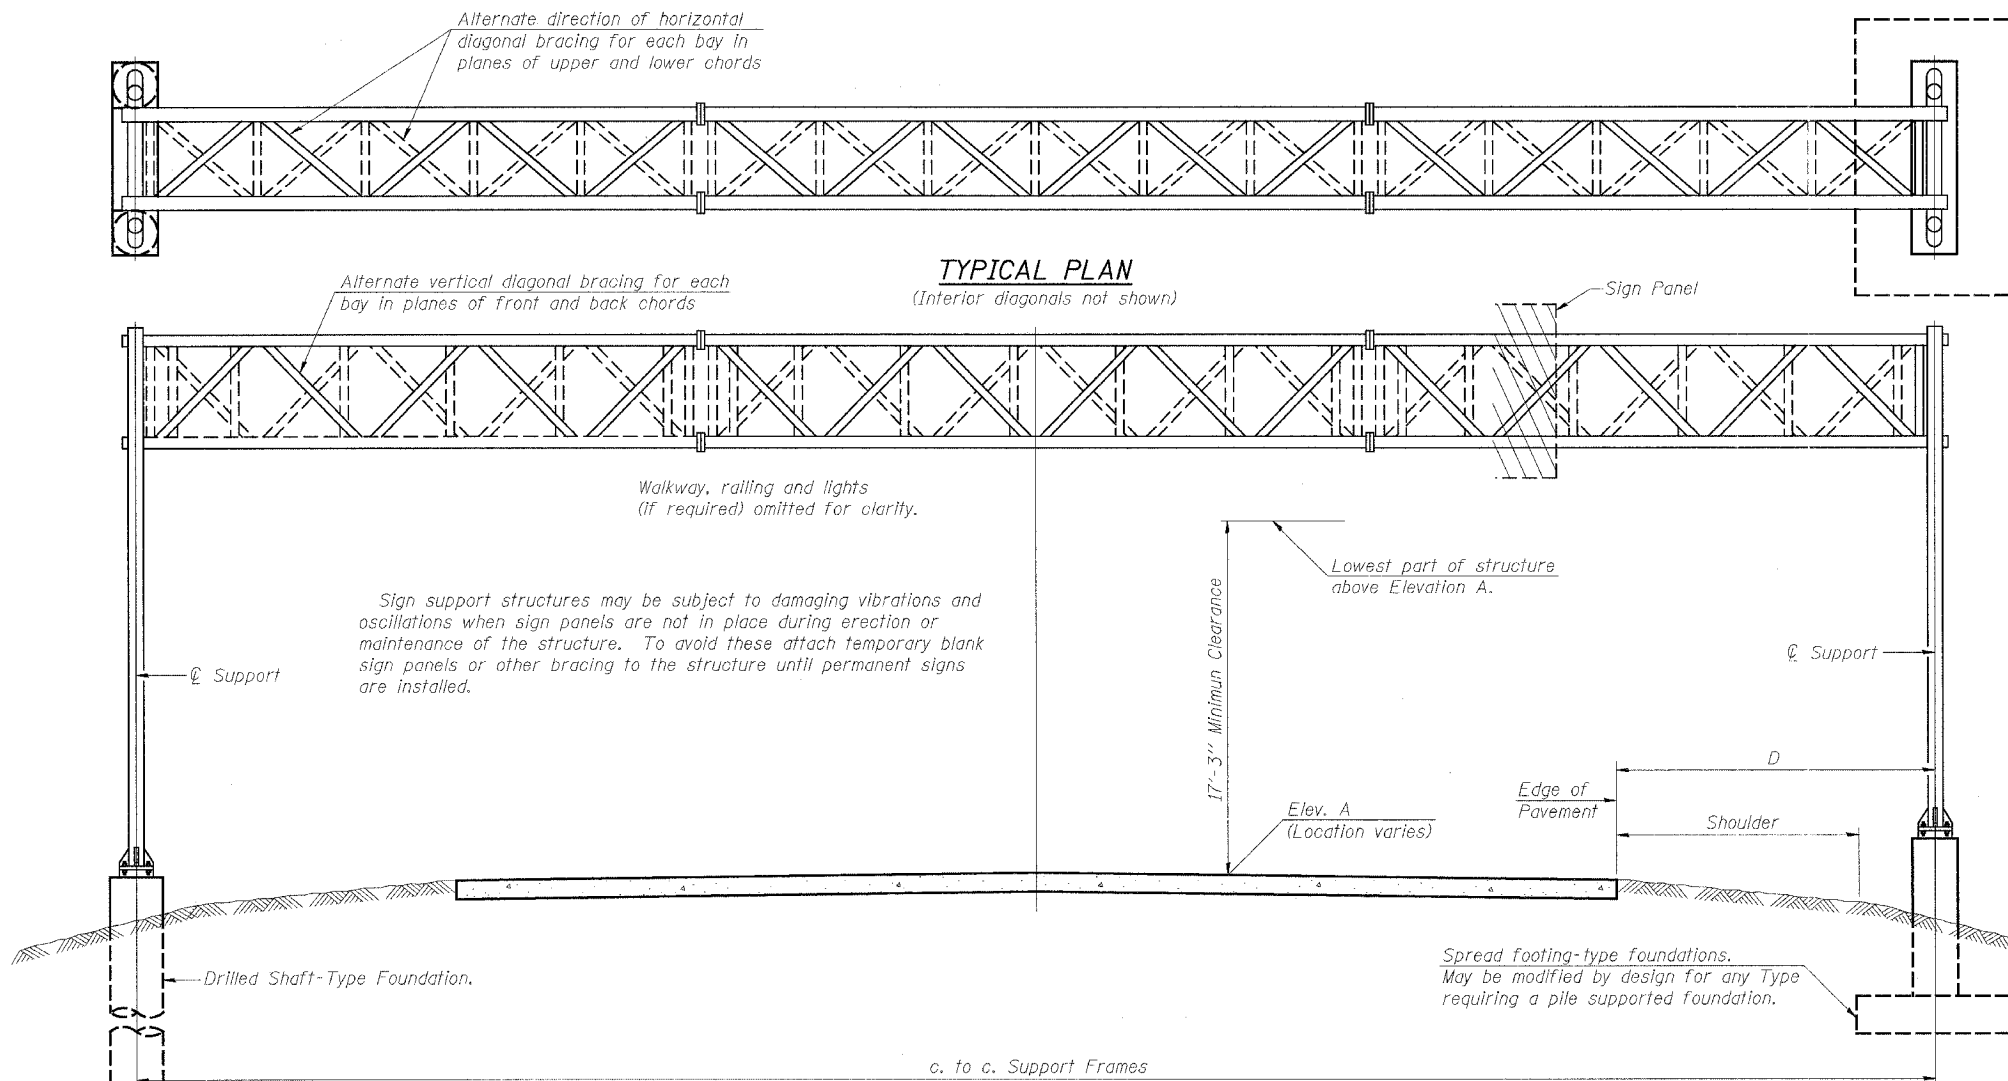 Alternate direction of horizontal
diagonal bracing for each bay in
planes of upper and lower chords
TYPICAL PLAN
(Interior diagonals not shown)
Alternate vertical diagonal bracing for each
bay in planes of front and back chords
Sign Panel
Walkway, railing and lights
(if required) omitted for clarity.
Lowest part of structure
above Elevation A.
17'-3" Minimun Clearance
Sign support structures may be subject to damaging vibrations and
oscillations when sign panels are not in place during erection or
maintenance of the structure. To avoid these attach temporary blank
sign panels or other bracing to the structure until permanent signs
are installed.
℄ Support
℄ Support
D
Edge of
Pavement
Shoulder
Elev. A
(Location varies)
Drilled Shaft-Type Foundation.
Spread footing-type foundations.
May be modified by design for any Type
requiring a pile supported foundation.
c. to c. Support Frames